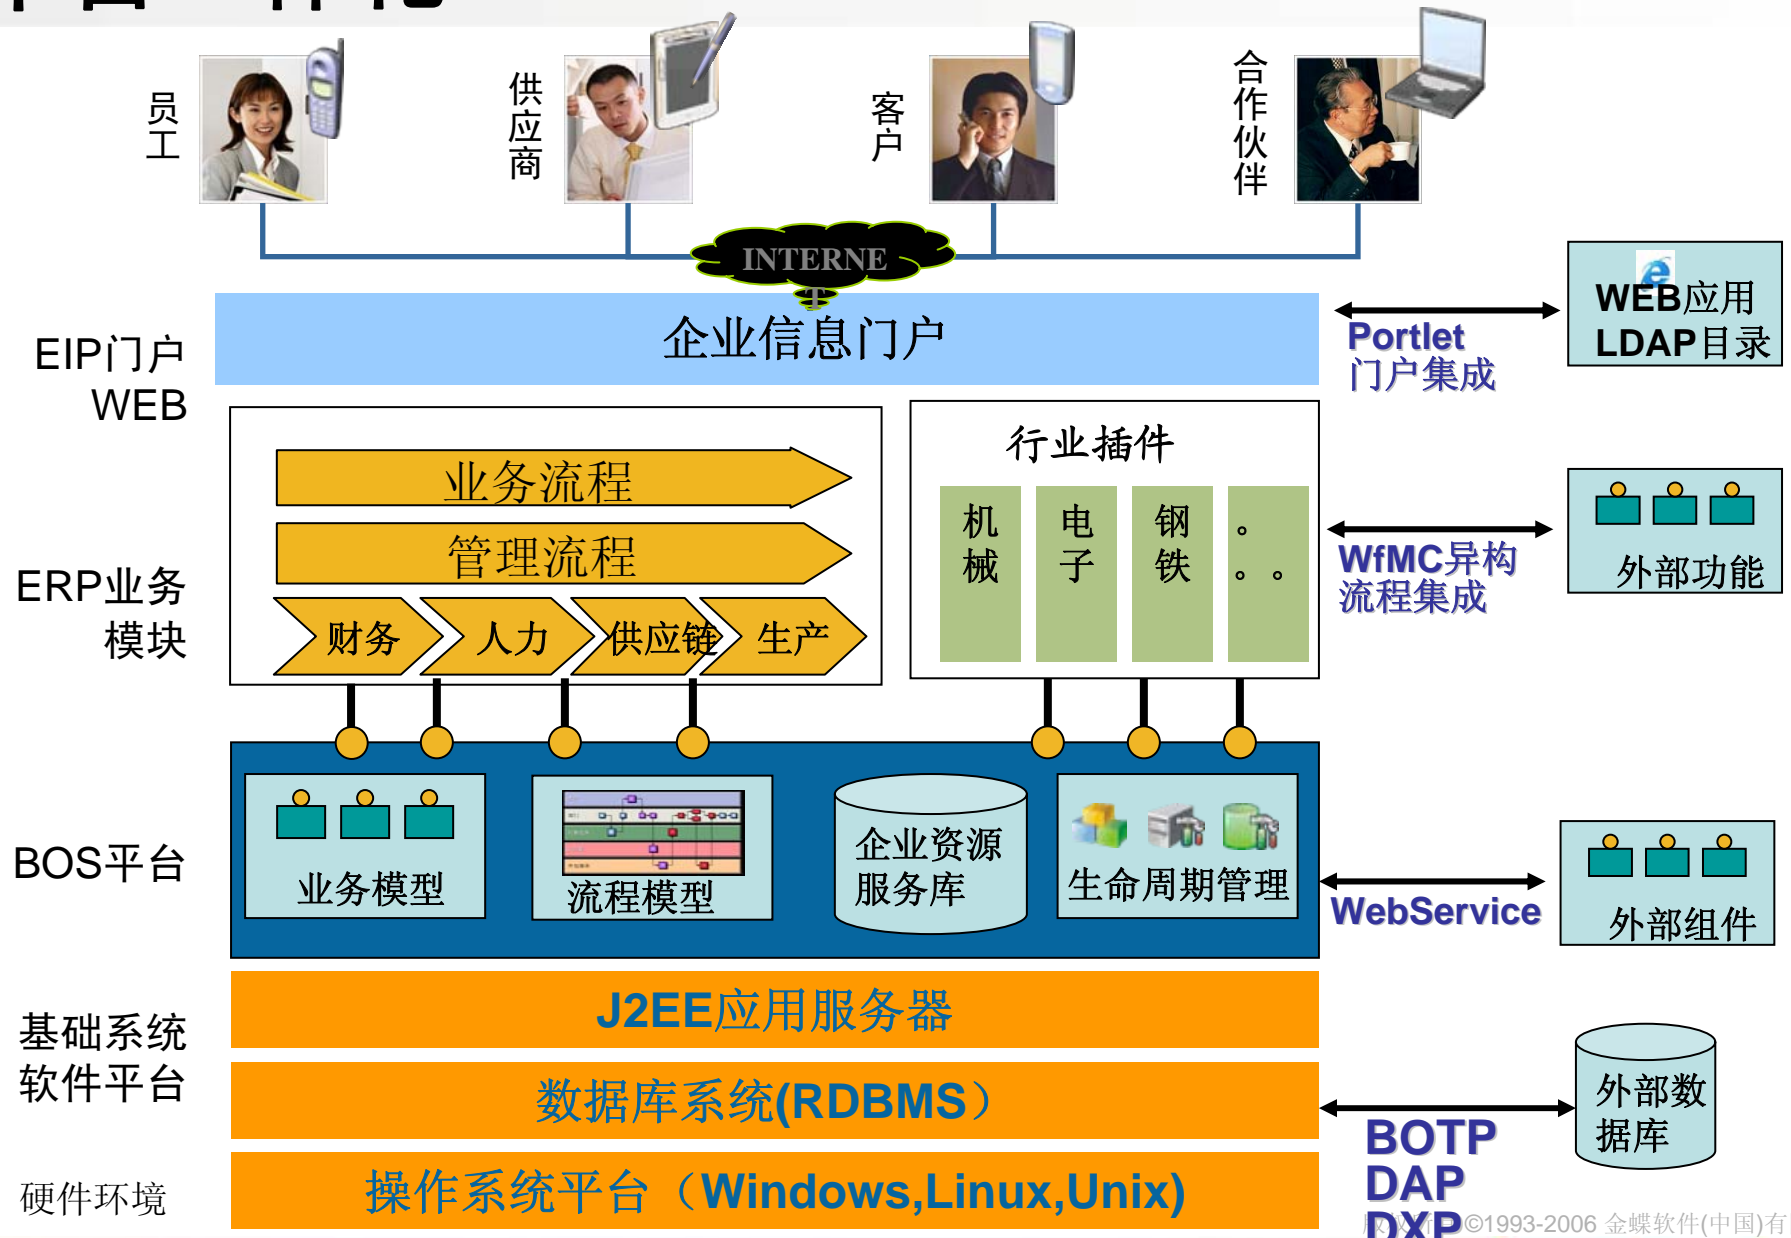 员工
供应商
客户
合作伙伴
INTERNE
T
企业信息门户
EIP门户
WEB
Portlet
门户集成
WEB应用
LDAP目录
业务流程
管理流程
财务
人力
供应链
生产
行业插件
机械
电子
钢铁
。
。。
ERP业务
模块
WfMC异构
流程集成
外部功能
BOS平台
业务模型
流程模型
企业资源
服务库
生命周期管理
WebService
外部组件
基础系统
软件平台
J2EE应用服务器
数据库系统(RDBMS）
外部数
据库
BOTP
DAP
DXP
硬件环境
操作系统平台（Windows,Linux,Unix)
©1993-2006 金蝶软件(中国)有